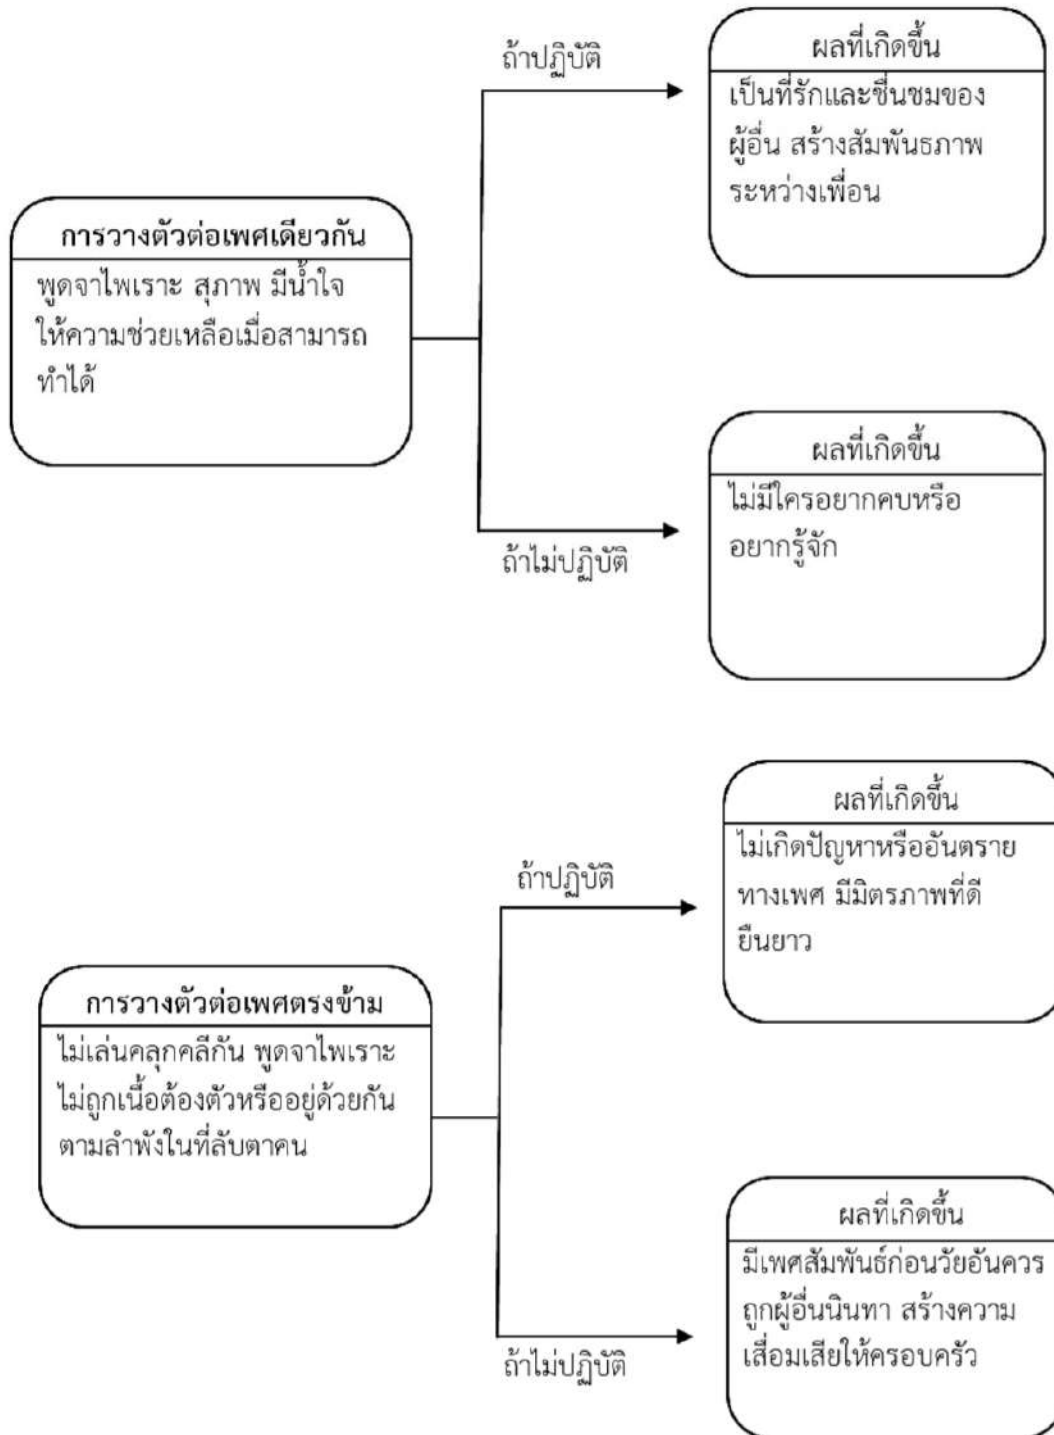 ถ้าปฏิบัติ
ผลที่เกิดขึ้น
เป็นที่รักและชื่นชมของ
ผู้อื่น สร้างสัมพันธภาพ
ระหว่างเพื่อน
การวางตัวต่อเพศเดียวกัน
พูดจาไพเราะ สุภาพ มีน้ำใจ
ให้ความช่วยเหลือเมื่อสามารถ
ทำได้
ถ้าไม่ปฏิบัติ
ผลที่เกิดขึ้น
ไม่มีใครอยากคบหรือ
อยากรู้จัก
ถ้าปฏิบัติ
ผลที่เกิดขึ้น
ไม่เกิดปัญหาหรืออันตราย
ทางเพศ มีมิตรภาพที่ดี
ยืนยาว
การวางตัวต่อเพศตรงข้าม
ไม่เล่นคลุกคลีกัน พูดจาไพเราะ
ไม่ถูกเนื้อต้องตัวหรืออยู่ด้วยกัน
ตามลำพังในที่ลับตาคน
ถ้าไม่ปฏิบัติ
ผลที่เกิดขึ้น
มีเพศสัมพันธ์ก่อนวัยอันควร
ถูกผู้อื่นนินทา สร้างความ
เสื่อมเสียให้ครอบครัว